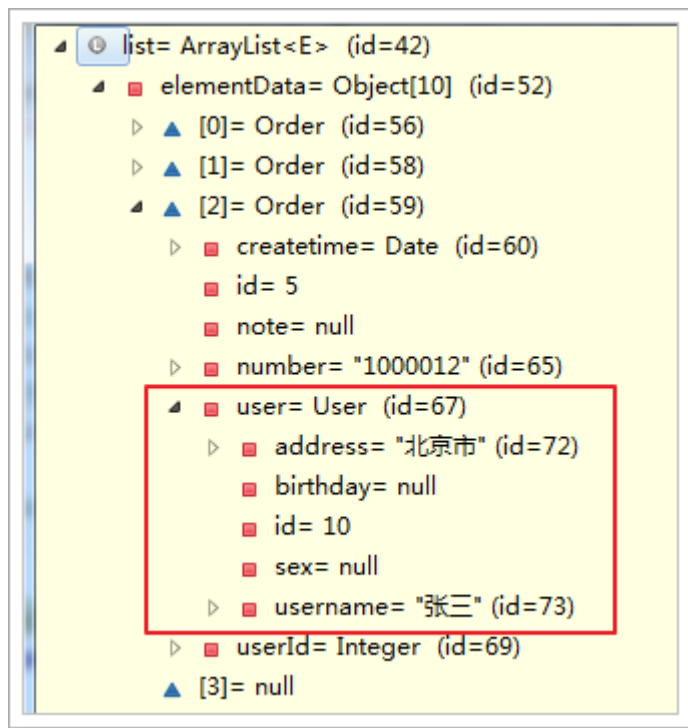 list= ArrayList<E> (id=42)
elementData= Object[10] (id=52)
[0]= Order (id=56)
[1]= Order (id=58)
[2]= Order (id=59)
createtime= Date (id=60)
id= 5
note= null
number= "1000012" (id=65)
user= User (id=67)
address= "北京市" (id=72)
birthday= null
id= 10
sex= null
username= "张三" (id=73)
userId= Integer (id=69)
[3]= null